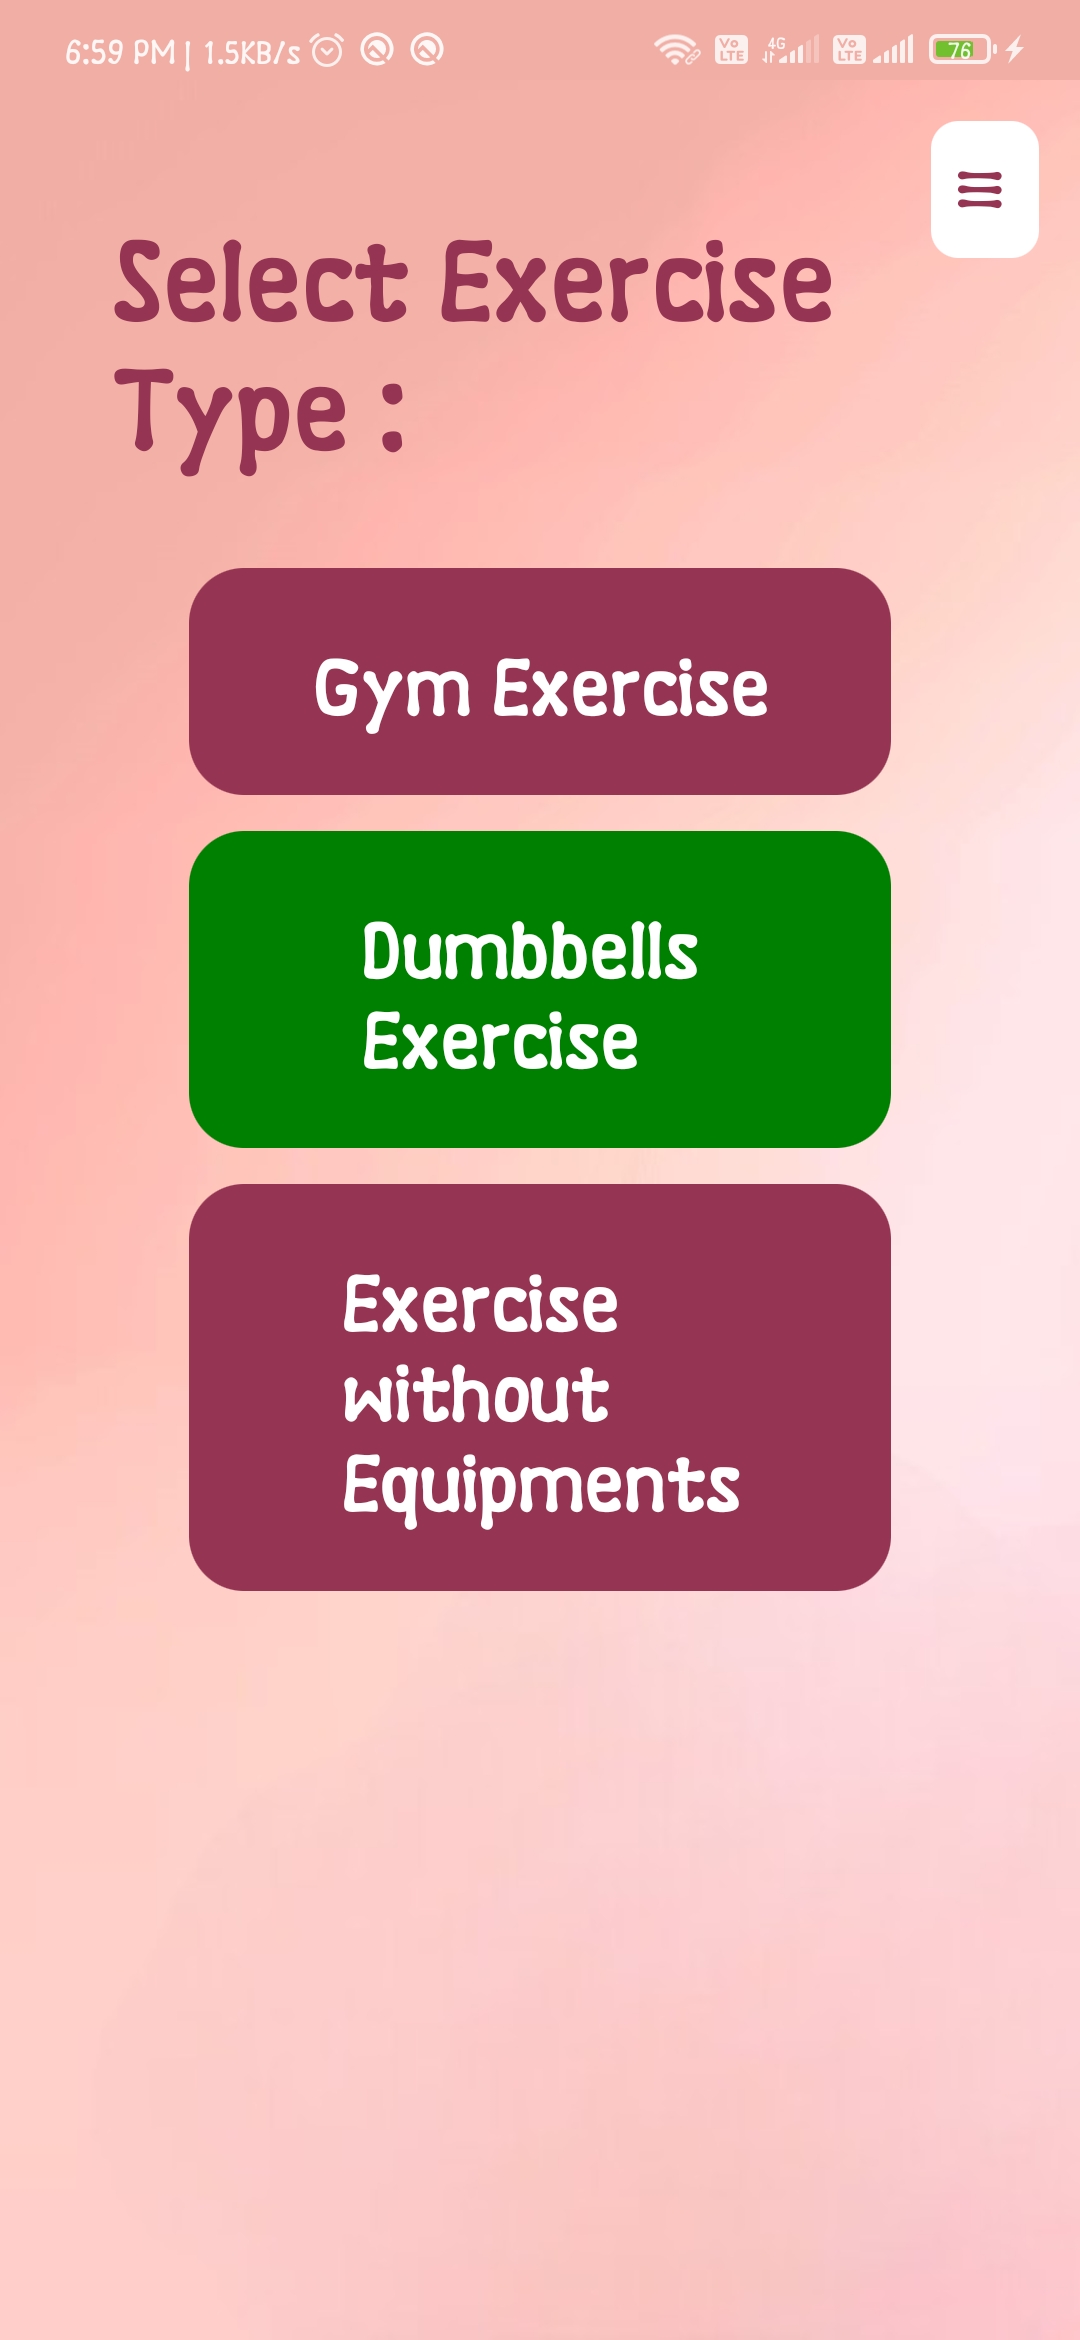 6:59 PM | 1.5KB/s
Vo LTE 4G Vo LTE 76
Select Exercise
Type :
Gym Exercise
Dumbbells
Exercise
Exercise
without
Equipments